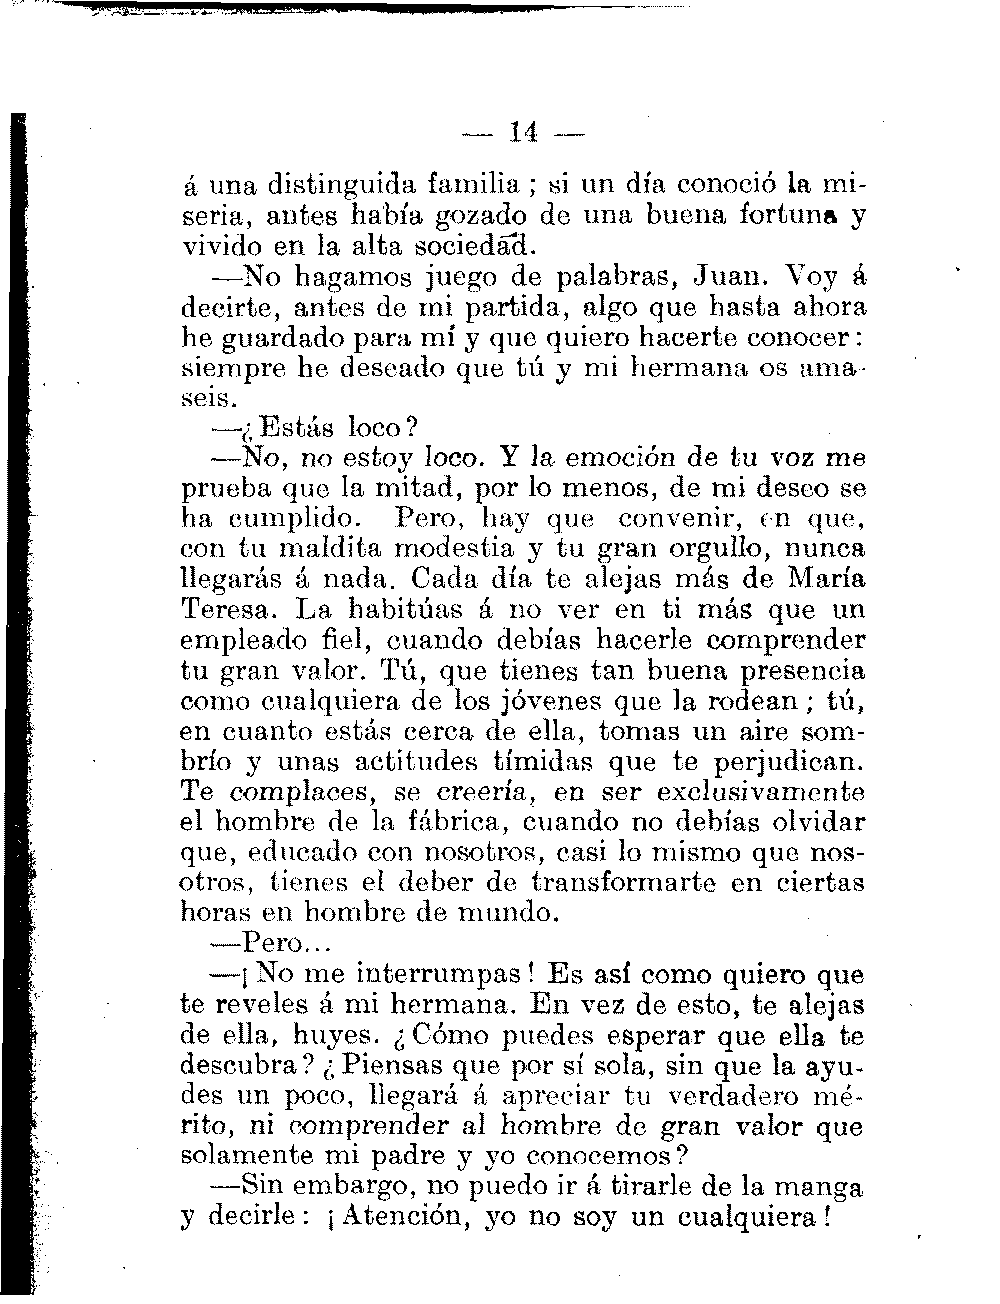 — 14 —
á una distinguida familia ; si un día conoció la mi-
seria, antes había gozado de una buena fortuna y
vivido en la alta sociedad.
—No hagamos juego de palabras, Juan. Voy á
decirte, antes de mi partida, algo que hasta ahora
he guardado para mí y que quiero hacerte conocer :
siempre he deseado que tú y mi hermana os ama-
seis.
—¿ Estás loco ?
—No, no estoy loco. Y la emoción de tu voz me
prueba que la mitad, por lo menos, de mi deseo se
ha cumplido. Pero, hay que convenir, en que,
con tu maldita modestia y tu gran orgullo, nunca
llegarás á nada. Cada día te alejas más de María
Teresa. La habitúas á no ver en ti más que un
empleado fiel, cuando debías hacerle comprender
tu gran valor. Tú, que tienes tan buena presencia
como cualquiera de los jóvenes que la rodean ; tú,
en cuanto estás cerca de ella, tomas un aire som-
brío y unas actitudes tímidas que te perjudican.
Te complaces, se creería, en ser exclusivamente
el hombre de la fábrica, cuando no debías olvidar
que, educado con nosotros, casi lo mismo que nos-
otros, tienes el deber de transformarte en ciertas
horas en hombre de mundo.
—Pero...
—¡ No me interrumpas ! Es así como quiero que
te reveles á mi hermana. En vez de esto, te alejas
de ella, huyes. ¿ Cómo puedes esperar que ella te
descubra ? ¿ Piensas que por sí sola, sin que la ayu-
des un poco, llegará á apreciar tu verdadero mé-
rito, ni comprender al hombre de gran valor que
solamente mi padre y yo conocemos ?
—Sin embargo, no puedo ir á tirarle de la manga
y decirle : ¡ Atención, yo no soy un cualquiera !